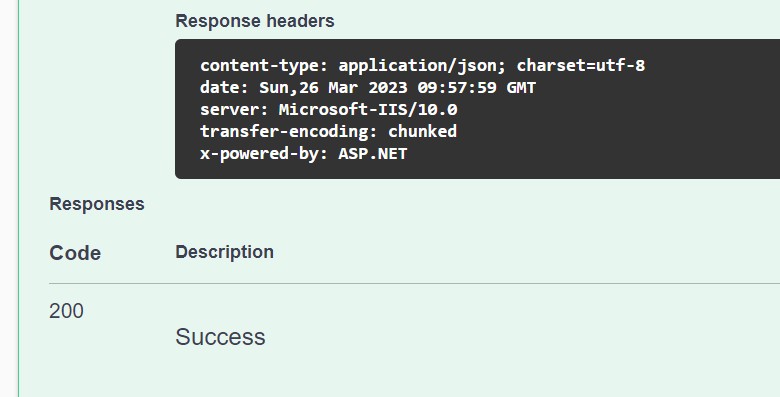 Response headers
content-type: application/json; charset=utf-8
date: Sun,26 Mar 2023 09:57:59 GMT
server: Microsoft-IIS/10.0
transfer-encoding: chunked
x-powered-by: ASP.NET
Responses
Code Description
200
Success